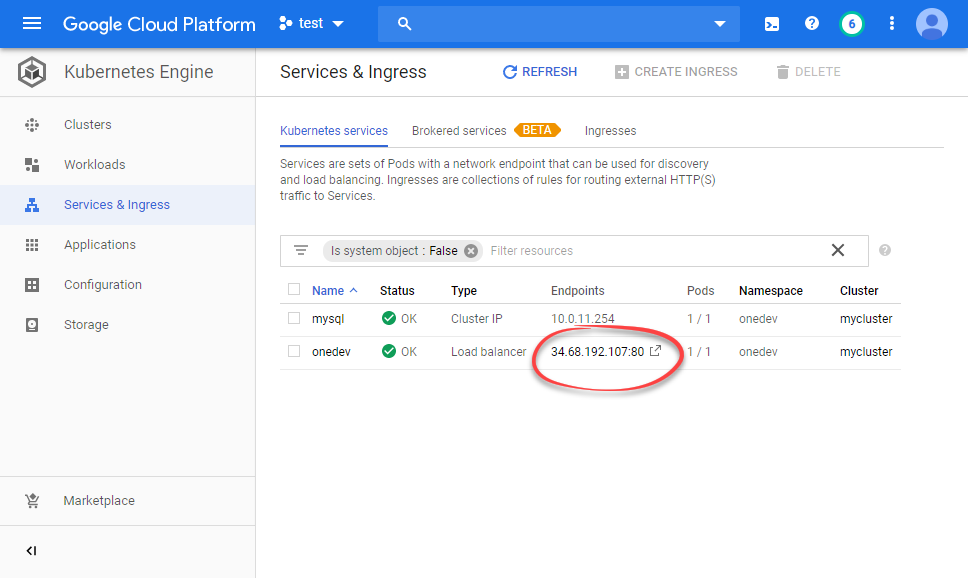 Google Cloud Platform test 6
Kubernetes Engine
Services & Ingress REFRESH CREATE INGRESS DELETE
Clusters
Workloads
Services & Ingress
Applications
Configuration
Storage
Marketplace
Kubernetes services Brokered services BETA Ingresses
Services are sets of Pods with a network endpoint that can be used for discovery
and load balancing. Ingresses are collections of rules for routing external HTTP(S)
traffic to Services.
Is system object : False Filter resources
Name Status Type Endpoints Pods Namespace Cluster
mysql OK Cluster IP 10.0.11.254 1 / 1 onedev mycluster
onedev OK Load balancer 34.68.192.107:80 1 / 1 onedev mycluster